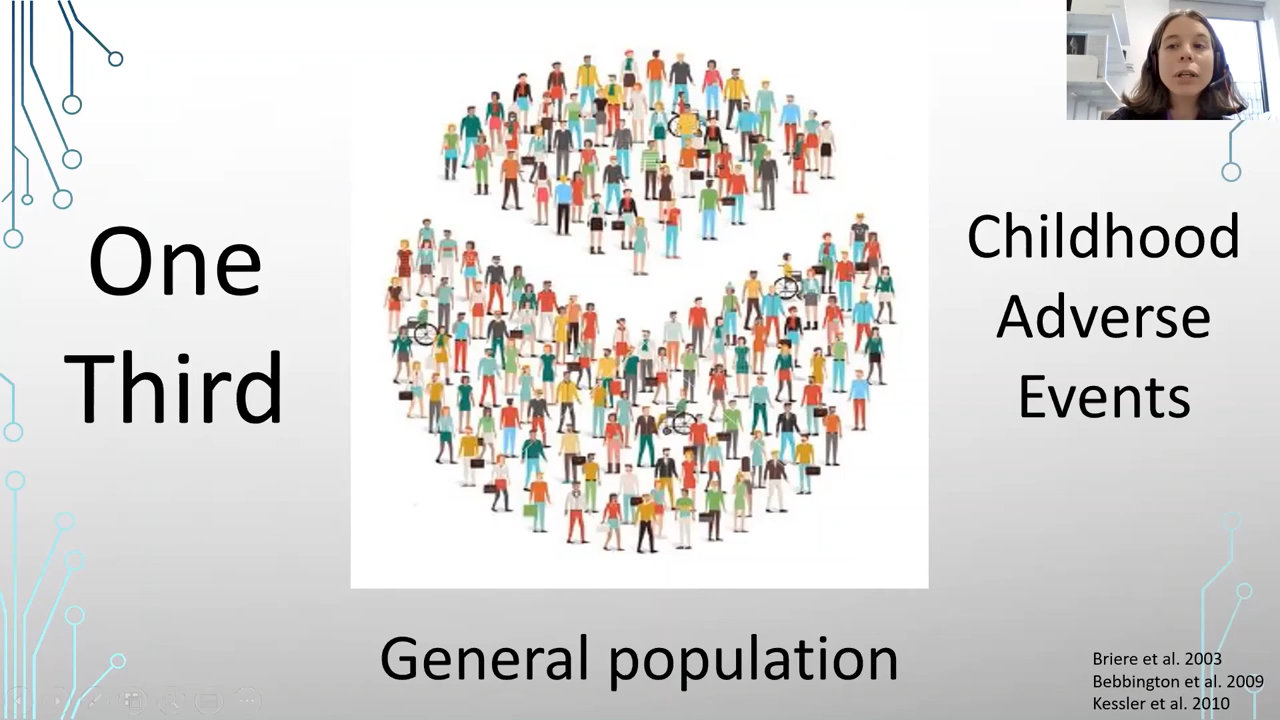 One
Third
Childhood
Adverse
Events
General population
Briere et al. 2003
Bebbington et al. 2009
Kessler et al. 2010